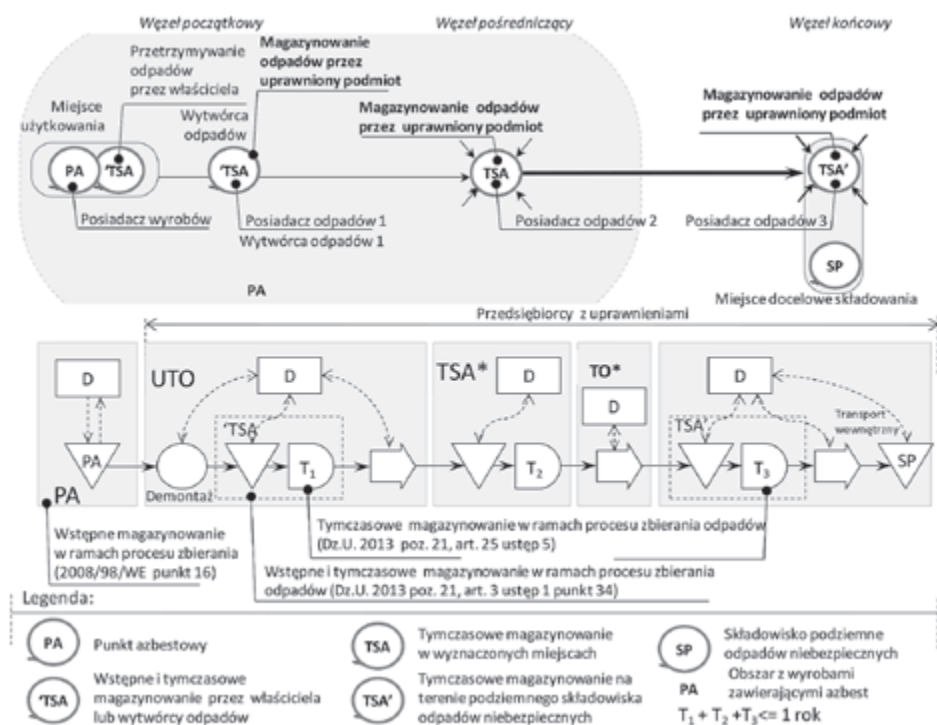 Węzeł początkowy
Węzeł pośredniczący
Węzeł końcowy
Przetrzymywanie
odpadów
przez właściciela
Magazynowanie
odpadów przez
uprawniony podmiot
Miejsce
użytkowania
Wytwórca
odpadów
Magazynowanie odpadów
przez uprawniony podmiot
Magazynowanie odpadów
przez uprawniony podmiot
PA
'TSA
'TSA
TSA
TSA'
Posiadacz wyrobów
Posiadacz odpadów 1
Wytwórca odpadów 1
Posiadacz odpadów 2
Posiadacz odpadów 3
SP
PA
Miejsce docelowe składowania
Przedsiębiorcy z uprawnieniami
D
UTO
D
TSA*
D
TO*
D
D
'TSA
TSA'
Transport
wewnętrzny
PA
T1
T2
T3
SP
PA
Demontaż
Wstępne magazynowanie
w ramach procesu zbierania
(2008/98/WE punkt 16)
Tymczasowe magazynowanie w ramach procesu zbierania odpadów
(Dz.U. 2013 poz. 21, art. 25 ustęp 5)
Wstępne i tymczasowe magazynowanie w ramach procesu zbierania
odpadów (Dz.U. 2013 poz. 21, art. 3 ustęp 1 punkt 34)
Legenda:
PA
Punkt azbestowy
'TSA
Wstępne i tymczasowe
magazynowanie przez właściciela
lub wytwórcy odpadów
TSA
Tymczasowe magazynowanie
w wyznaczonych miejscach
TSA'
Tymczasowe magazynowanie na
terenie podziemnego składowiska
odpadów niebezpiecznych
SP
Składowisko podziemne
odpadów niebezpiecznych
PA
Obszar z wyrobami
zawierającymi azbest
T1 + T2 +T3<= 1 rok